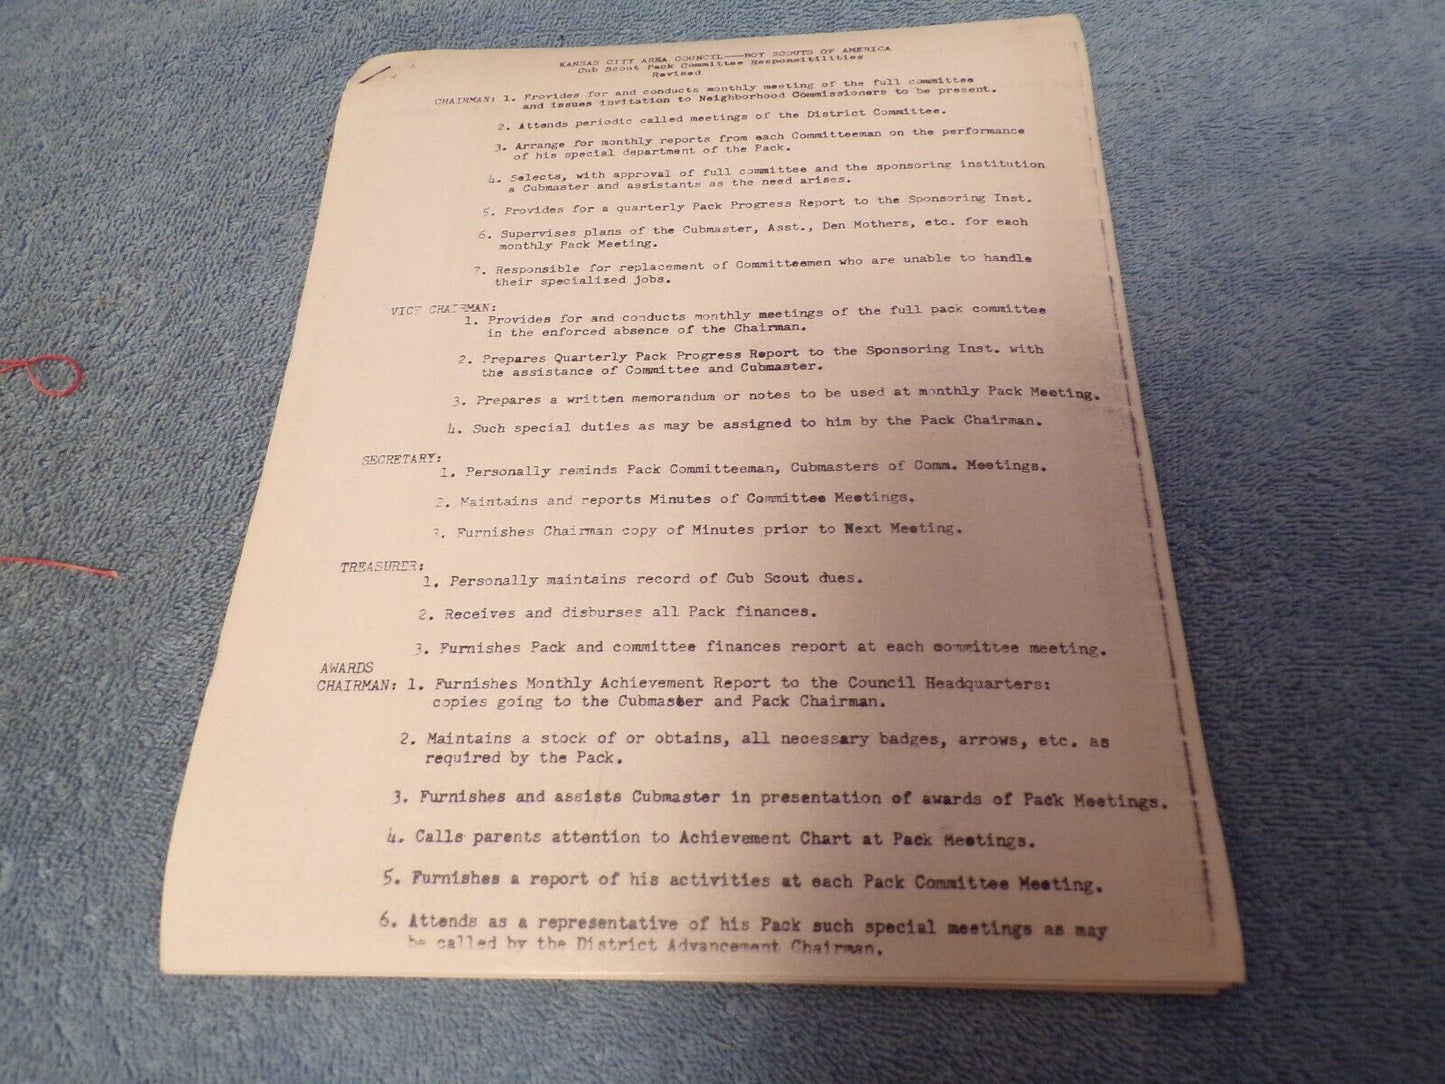 KANSAS CITY AREA COUNCIL---BOY SCOUTS OF AMERICA
Cub Scout Pack Committee Responsitilities
Revised
CHAIRMAN: 1. Provides for and conducts monthly meeting of the full committee
and issues invitation to Neighborhood Commissioners to be present.
2. Attends periodic called meetings of the District Committee.
3. Arrange for monthly reports from each Committeeman on the performance
of his special department of the Pack.
4. Selects, with approval of full committee and the sponsoring institution
a Cubmaster and assistants as the need arises.
5. Provides for a quarterly Pack Progress Report to the Sponsoring Inst.
6. Supervises plans of the Cubmaster, Asst., Den Mothers, etc. for each
monthly Pack Meeting.
7. Responsible for replacement of Committeemen who are unable to handle
their specialized jobs.
VICE CHAIRMAN:
1. Provides for and conducts monthly meetings of the full pack committee
in the enforced absence of the Chairman.
2. Prepares Quarterly Pack Progress Report to the Sponsoring Inst. with
the assistance of Committee and Cubmaster.
3. Prepares a written memorandum or notes to be used at monthly Pack Meeting.
4. Such special duties as may be assigned to him by the Pack Chairman.
SECRETARY:
1. Personally reminds Pack Committeeman, Cubmasters of Comm. Meetings.
2. Maintains and reports Minutes of Committee Meetings.
3. Furnishes Chairman copy of Minutes prior to Next Meeting.
TREASURER:
1. Personally maintains record of Cub Scout dues.
2. Receives and disburses all Pack finances.
3. Furnishes Pack and committee finances report at each committee meeting.
AWARDS
CHAIRMAN: 1. Furnishes Monthly Achievement Report to the Council Headquarters:
copies going to the Cubmaster and Pack Chairman.
2. Maintains a stock of or obtains, all necessary badges, arrows, etc. as
required by the Pack.
3. Furnishes and assists Cubmaster in presentation of awards of Pack Meetings.
4. Calls parents attention to Achievement Chart at Pack Meetings.
5. Furnishes a report of his activities at each Pack Committee Meeting.
6. Attends as a representative of his Pack such special meetings as may
be called by the District Advancement Chairman.